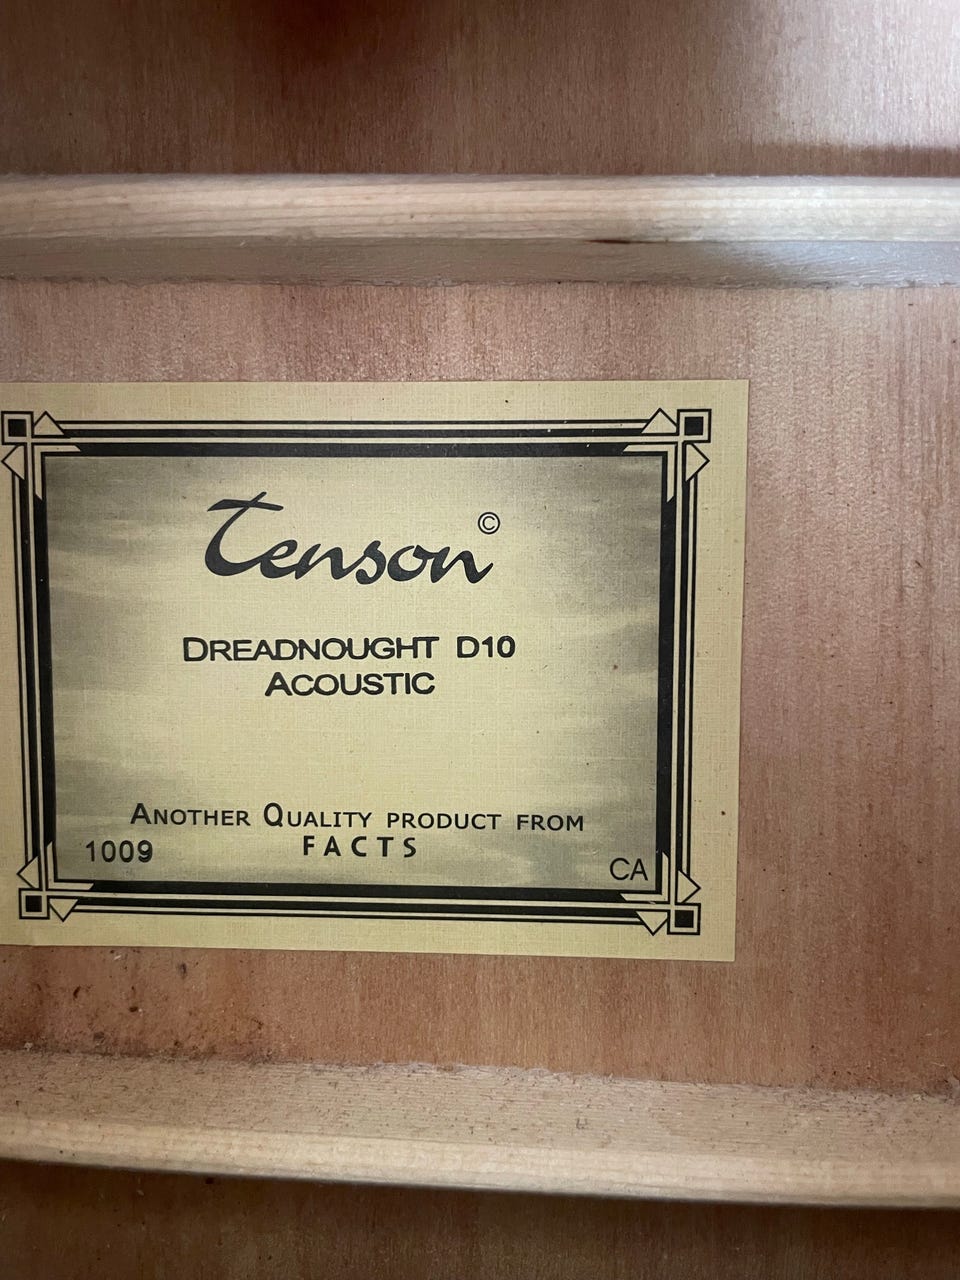 Tenson©
DREADNOUGHT D10
ACOUSTIC
ANOTHER QUALITY PRODUCT FROM
FACTS
1009
CA